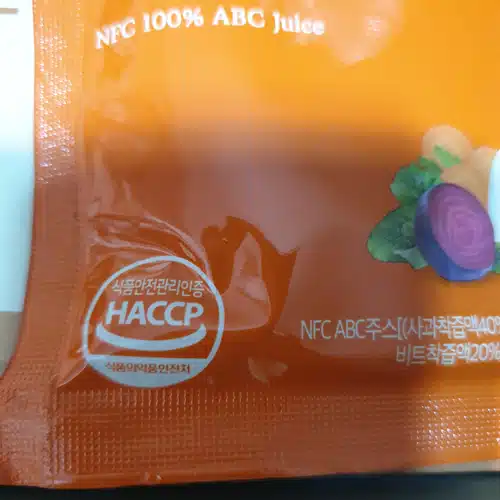 NFC 100% ABC Juice
식품안전관리인증
HACCP
식품의약품안전처
NFC ABC주스[(사과착즙액40%
비트착즙액20%